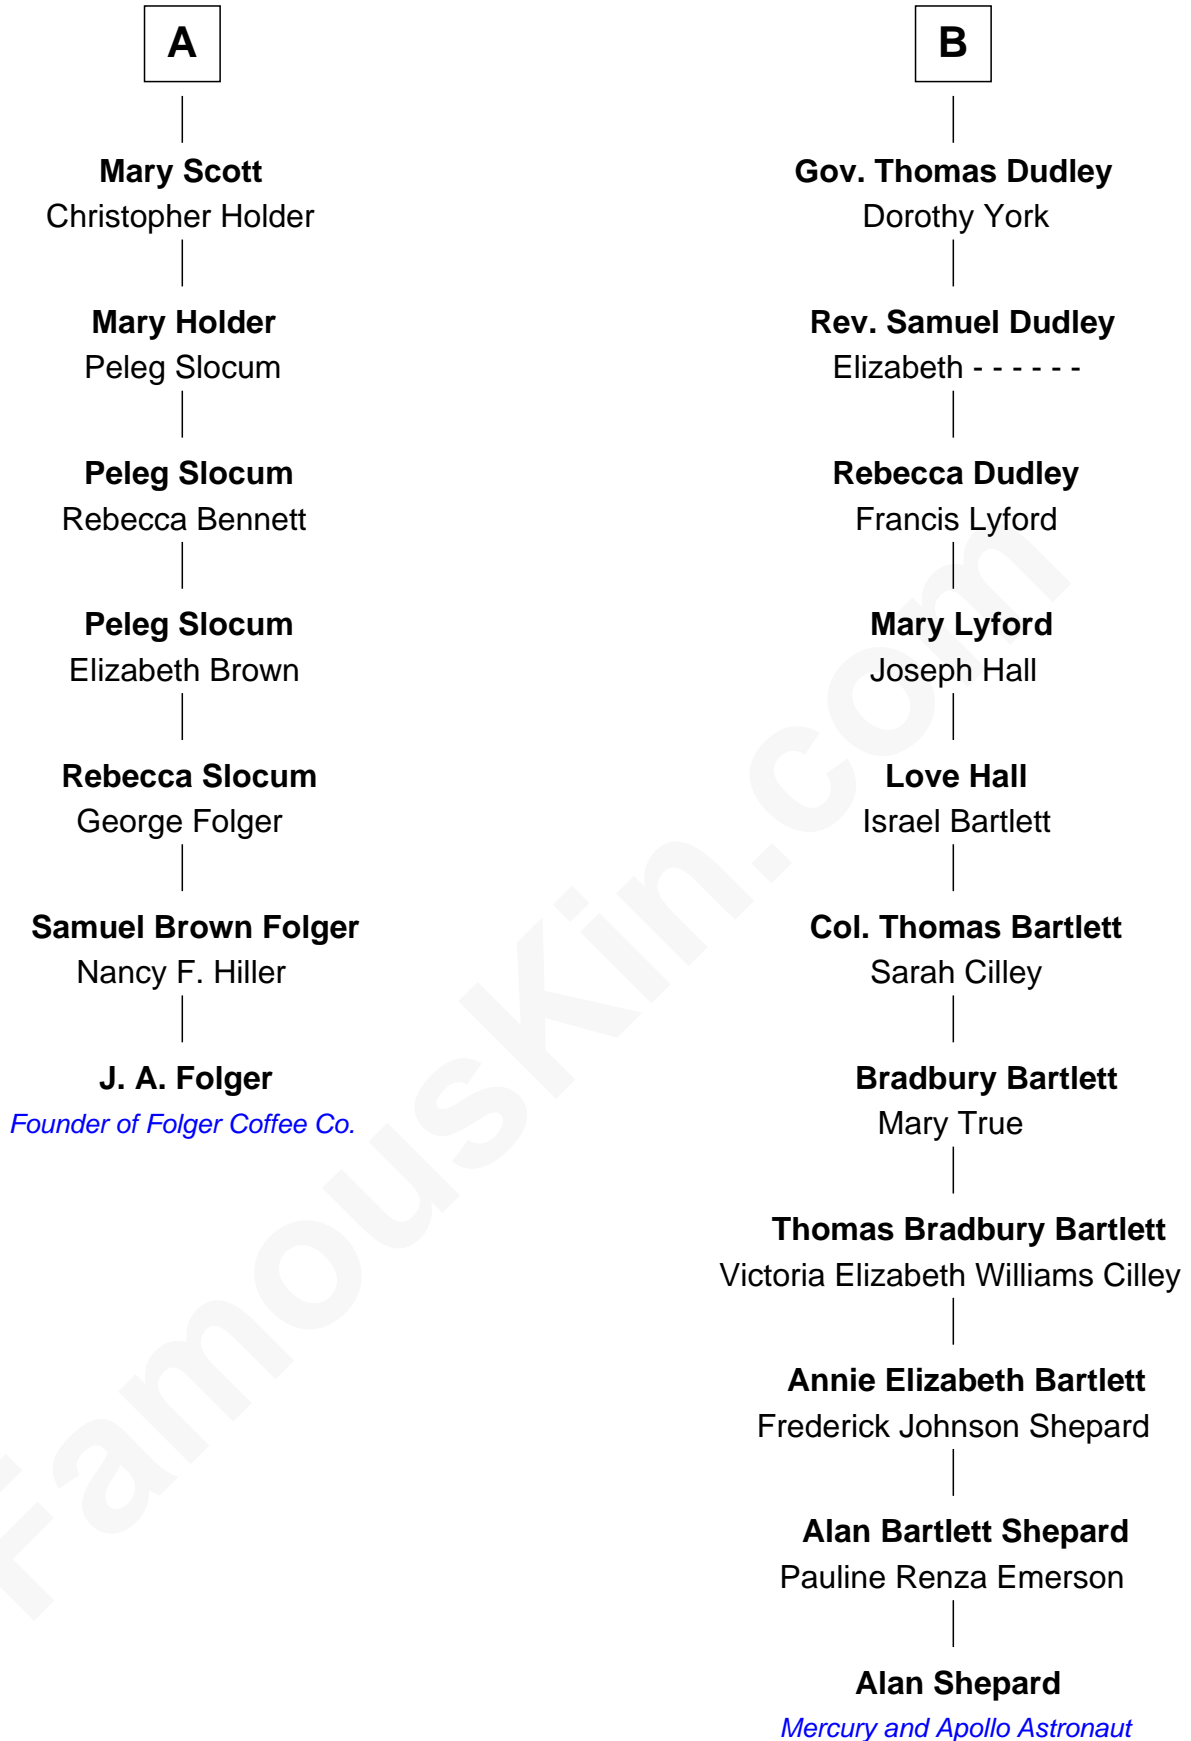 A
Mary Scott
Christopher Holder
Mary Holder
Peleg Slocum
Peleg Slocum
Rebecca Bennett
Peleg Slocum
Elizabeth Brown
Rebecca Slocum
George Folger
Samuel Brown Folger
Nancy F. Hiller
J. A. Folger
Founder of Folger Coffee Co.
B
Gov. Thomas Dudley
Dorothy York
Rev. Samuel Dudley
Elizabeth - - - - - -
Rebecca Dudley
Francis Lyford
Mary Lyford
Joseph Hall
Love Hall
Israel Bartlett
Col. Thomas Bartlett
Sarah Cilley
Bradbury Bartlett
Mary True
Thomas Bradbury Bartlett
Victoria Elizabeth Williams Cilley
Annie Elizabeth Bartlett
Frederick Johnson Shepard
Alan Bartlett Shepard
Pauline Renza Emerson
Alan Shepard
Mercury and Apollo Astronaut
FamousKin.com